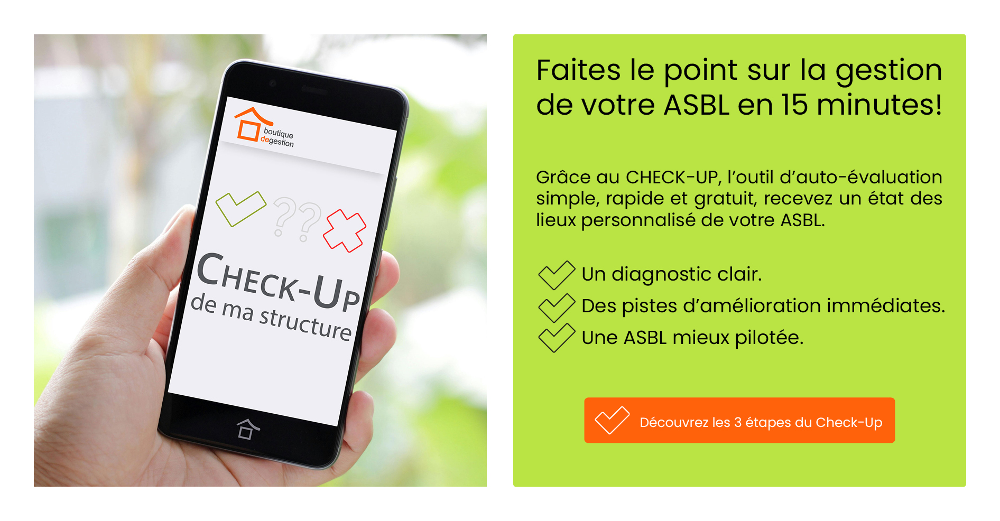 boutique
degestion
??
CHECK-UP
de ma structure
Faites le point sur la gestion
de votre ASBL en 15 minutes!
Grâce au CHECK-UP, l’outil d’auto-évaluation
simple, rapide et gratuit, recevez un état des
lieux personnalisé de votre ASBL.
Un diagnostic clair.
Des pistes d’amélioration immédiates.
Une ASBL mieux pilotée.
Découvrez les 3 étapes du Check-Up